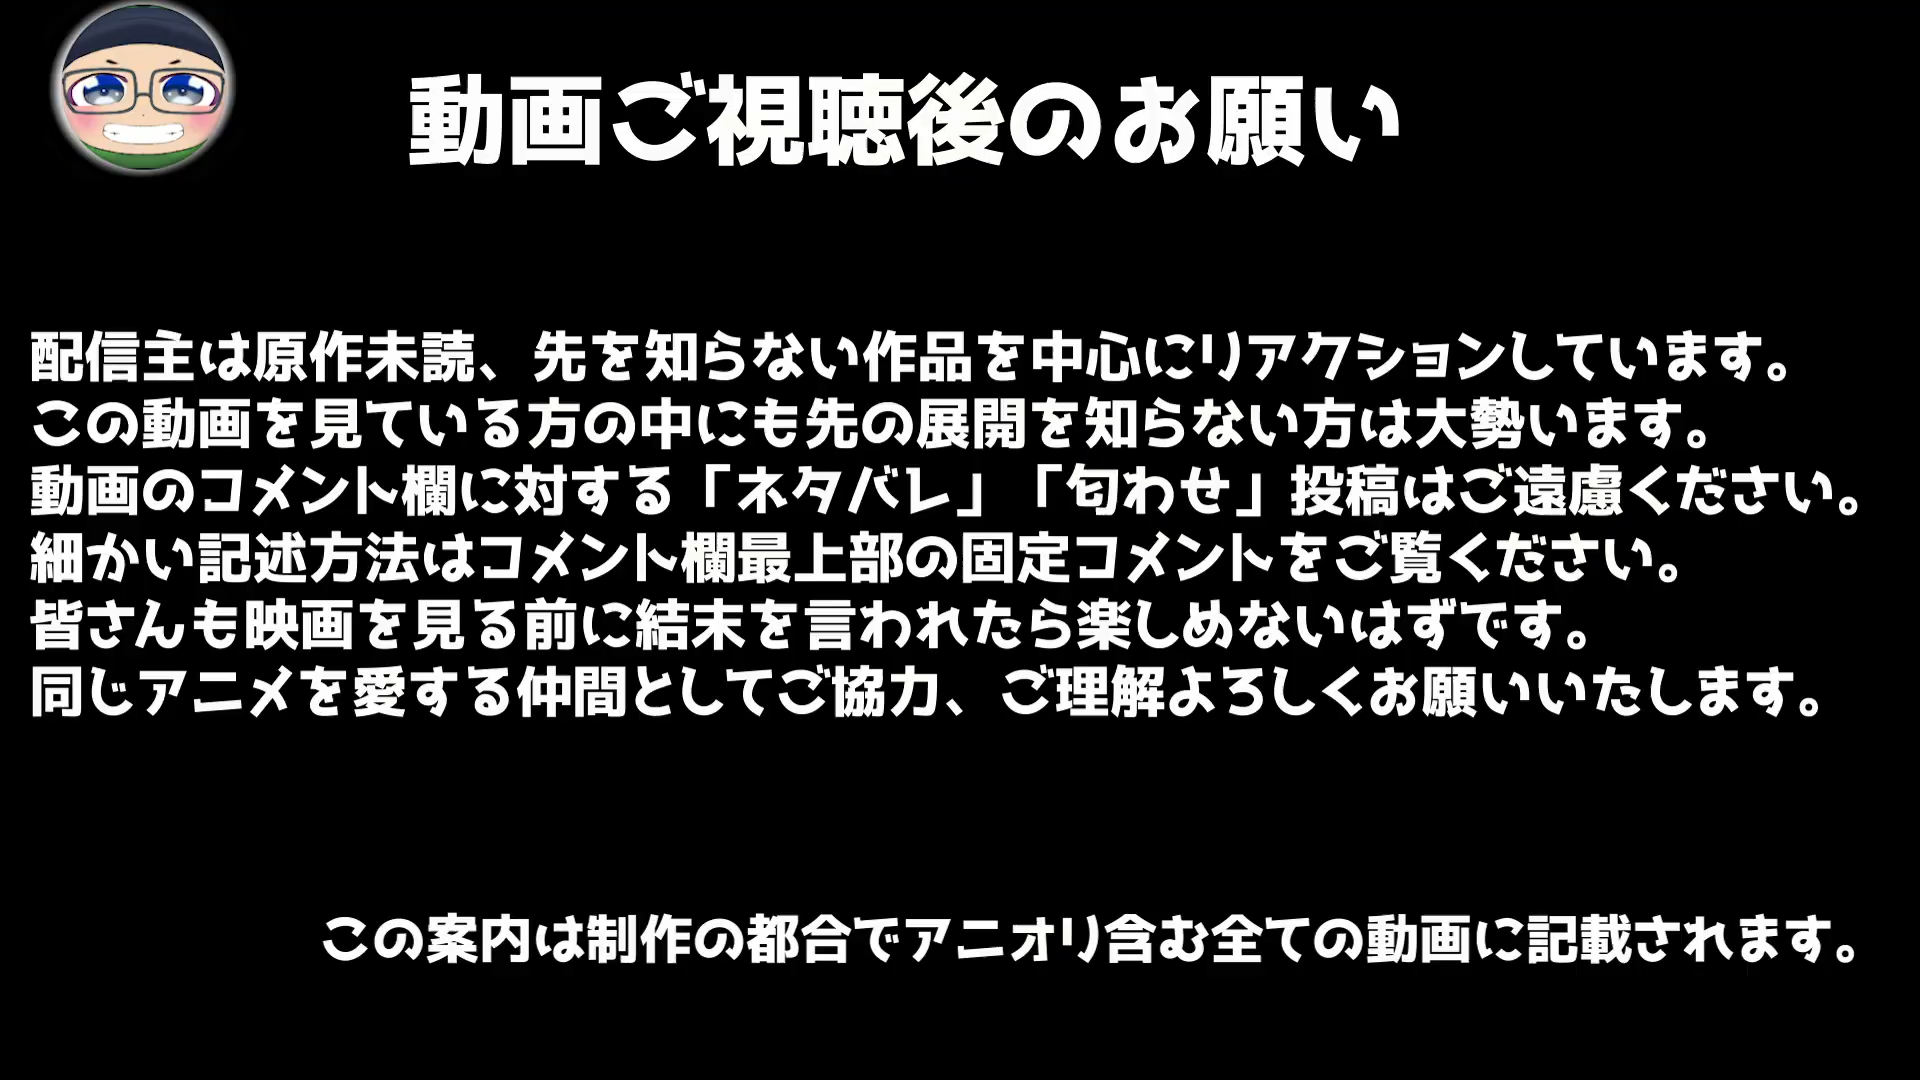 動画ご視聴後のお願い
配信主は原作未読、先を知らない作品を中心にリアクションしています。
この動画を見ている方の中にも先の展開を知らない方は大勢います。
動画のコメント欄に対する「ネタバレ」「匂わせ」投稿はご遠慮ください。
細かい記述方法はコメント欄最上部の固定コメントをご覧ください。
皆さんも映画を見る前に結末を言われたら楽しめないはずです。
同じアニメを愛する仲間としてご協力、ご理解よろしくお願いいたします。
この案内は制作の都合でアニオリ含む全ての動画に記載されます。